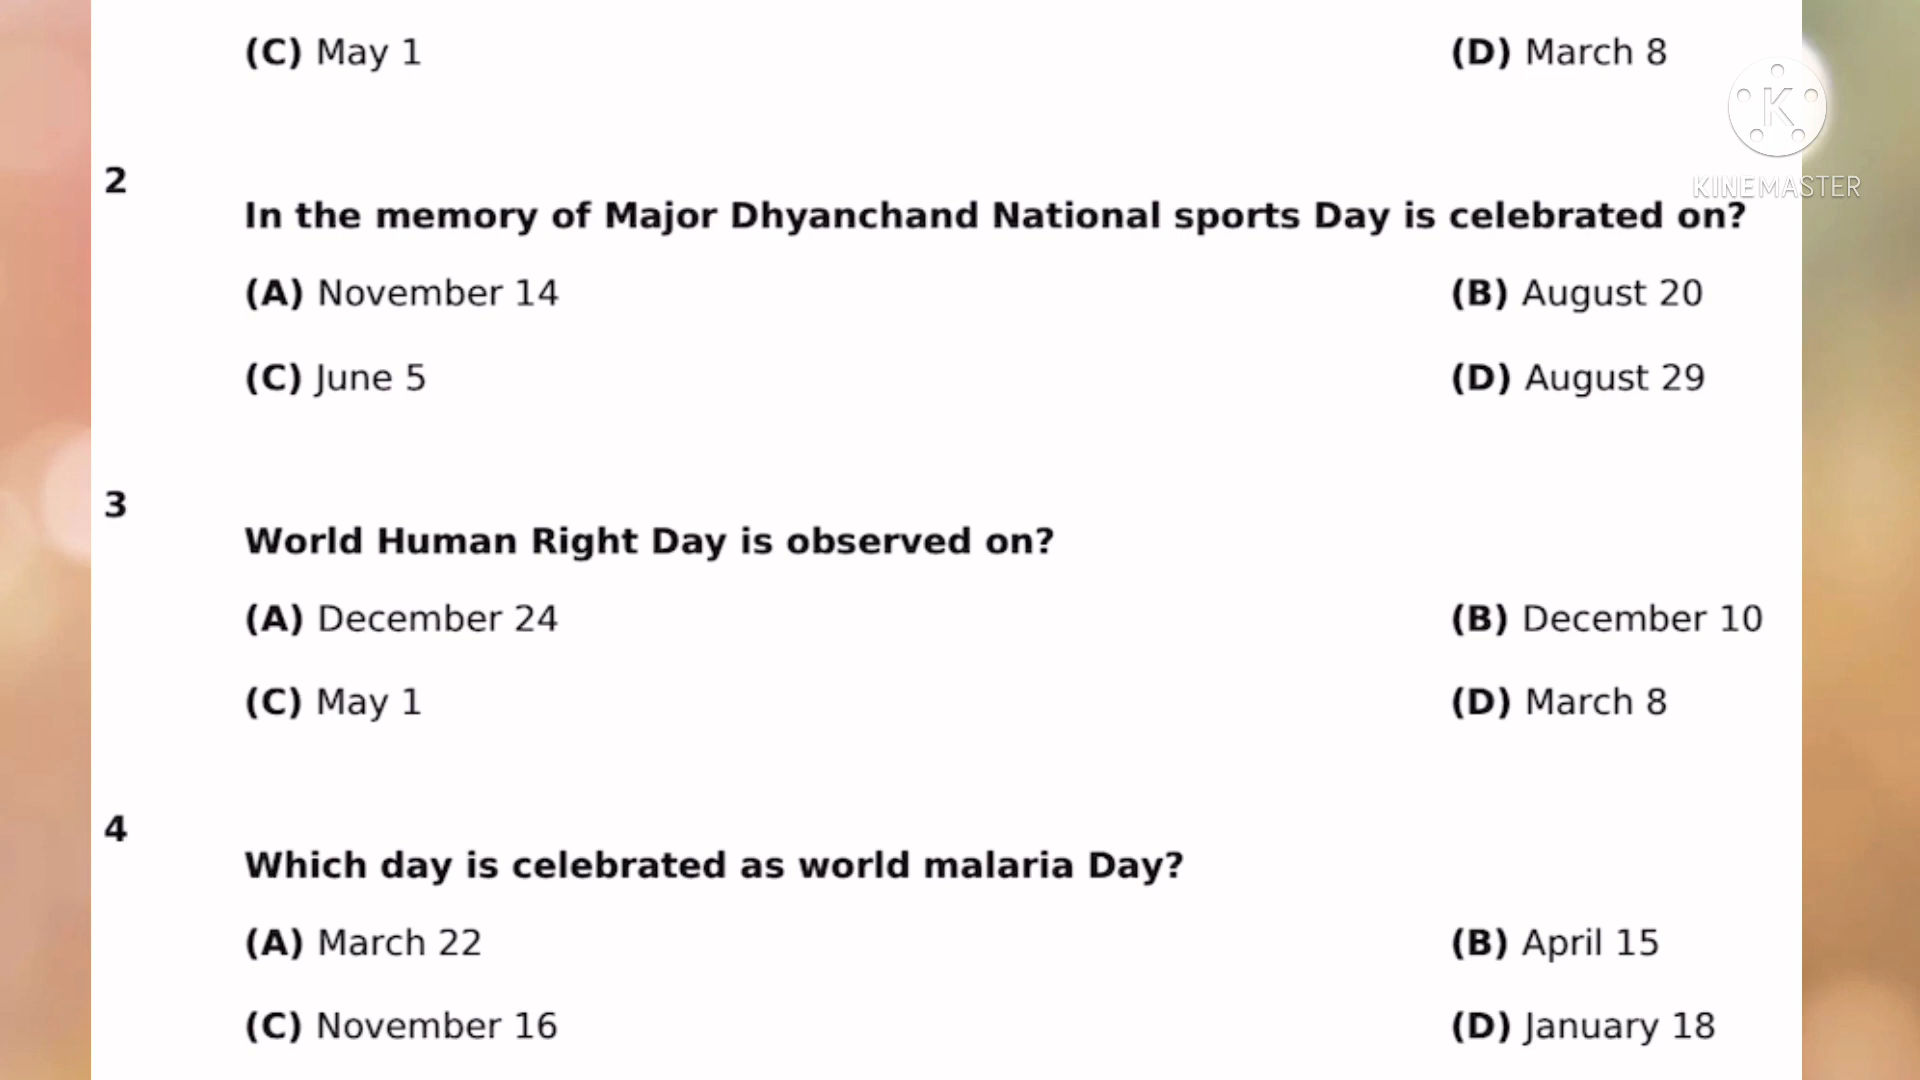 (C) May 1 (D) March 8
KINEMASTER
2
In the memory of Major Dhyanchand National sports Day is celebrated on?
(A) November 14 (B) August 20
(C) June 5 (D) August 29
3
World Human Right Day is observed on?
(A) December 24 (B) December 10
(C) May 1 (D) March 8
4
Which day is celebrated as world malaria Day?
(A) March 22 (B) April 15
(C) November 16 (D) January 18